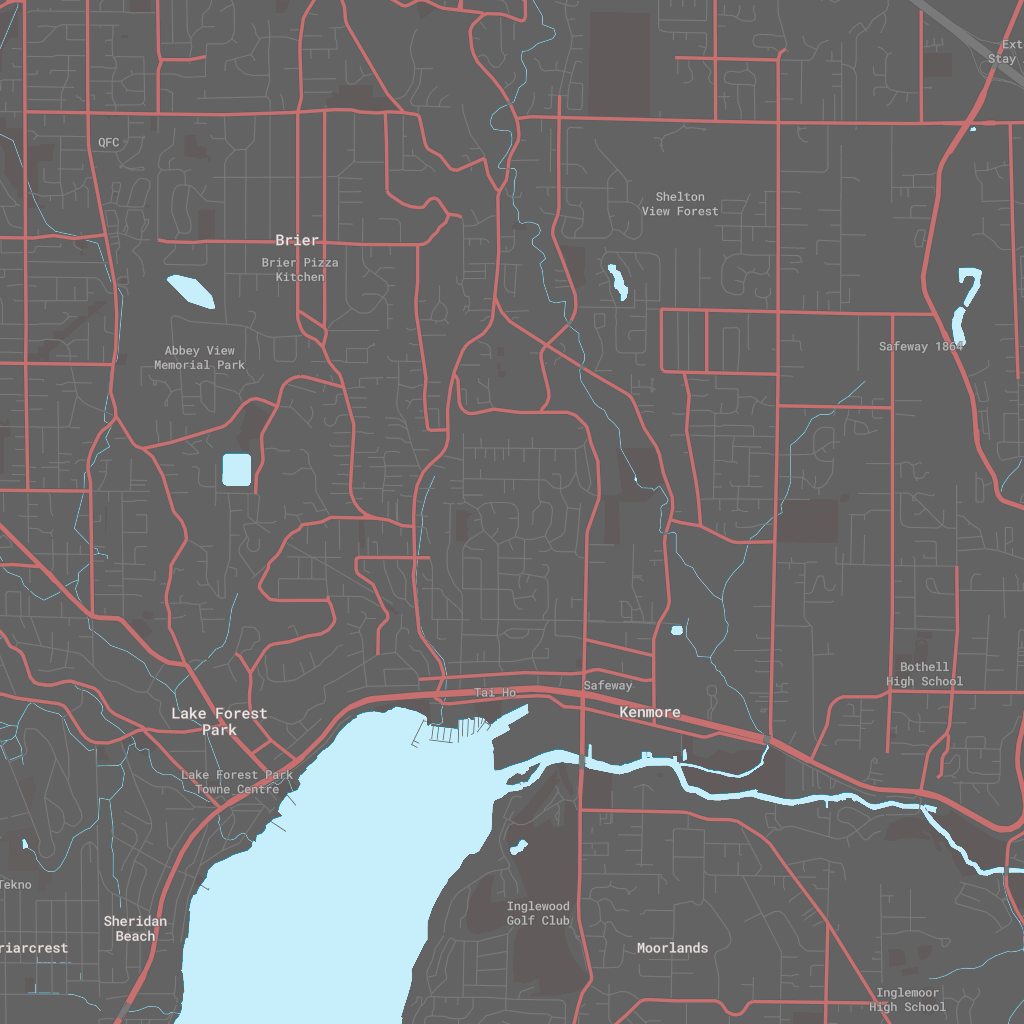 Ext
Stay
QFC
Shelton
View Forest
Brier
Brier Pizza
Kitchen
Safeway 1864
Abbey View
Memorial Park
Bothell
High School
Safeway
Tai Ho
Kenmore
Lake Forest
Park
Lake Forest Park
Towne Centre
Tekno
Sheridan
Beach
Inglewood
Golf Club
riarcrest
Moorlands
Inglemoor
High School